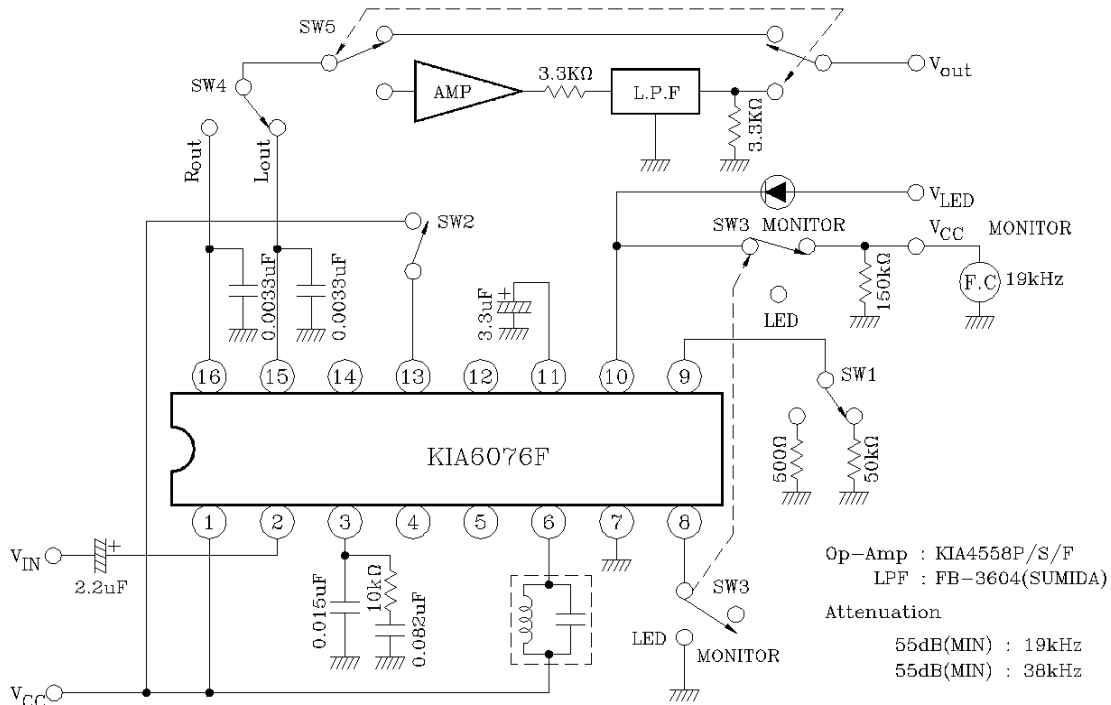 SW5
SW4
AMP
3.3KΩ
L.P.F
3.3KΩ
Vout
Rout
Lout
SW2
VLED
SW3 MONITOR
VCC MONITOR
0.0033uF
0.0033uF
3.3uF
LED
150kΩ
F.C
19kHz
16
15
14
13
12
11
10
9
SW1
KIA6076F
500Ω
50kΩ
1
2
3
4
5
6
7
8
VIN
2.2uF
0.015uF
10kΩ
0.082uF
SW3
LED
MONITOR
VCC
Op-Amp : KIA4558P/S/F
LPF : FB-3604(SUMIDA)
Attenuation
55dB(MIN) : 19kHz
55dB(MIN) : 38kHz